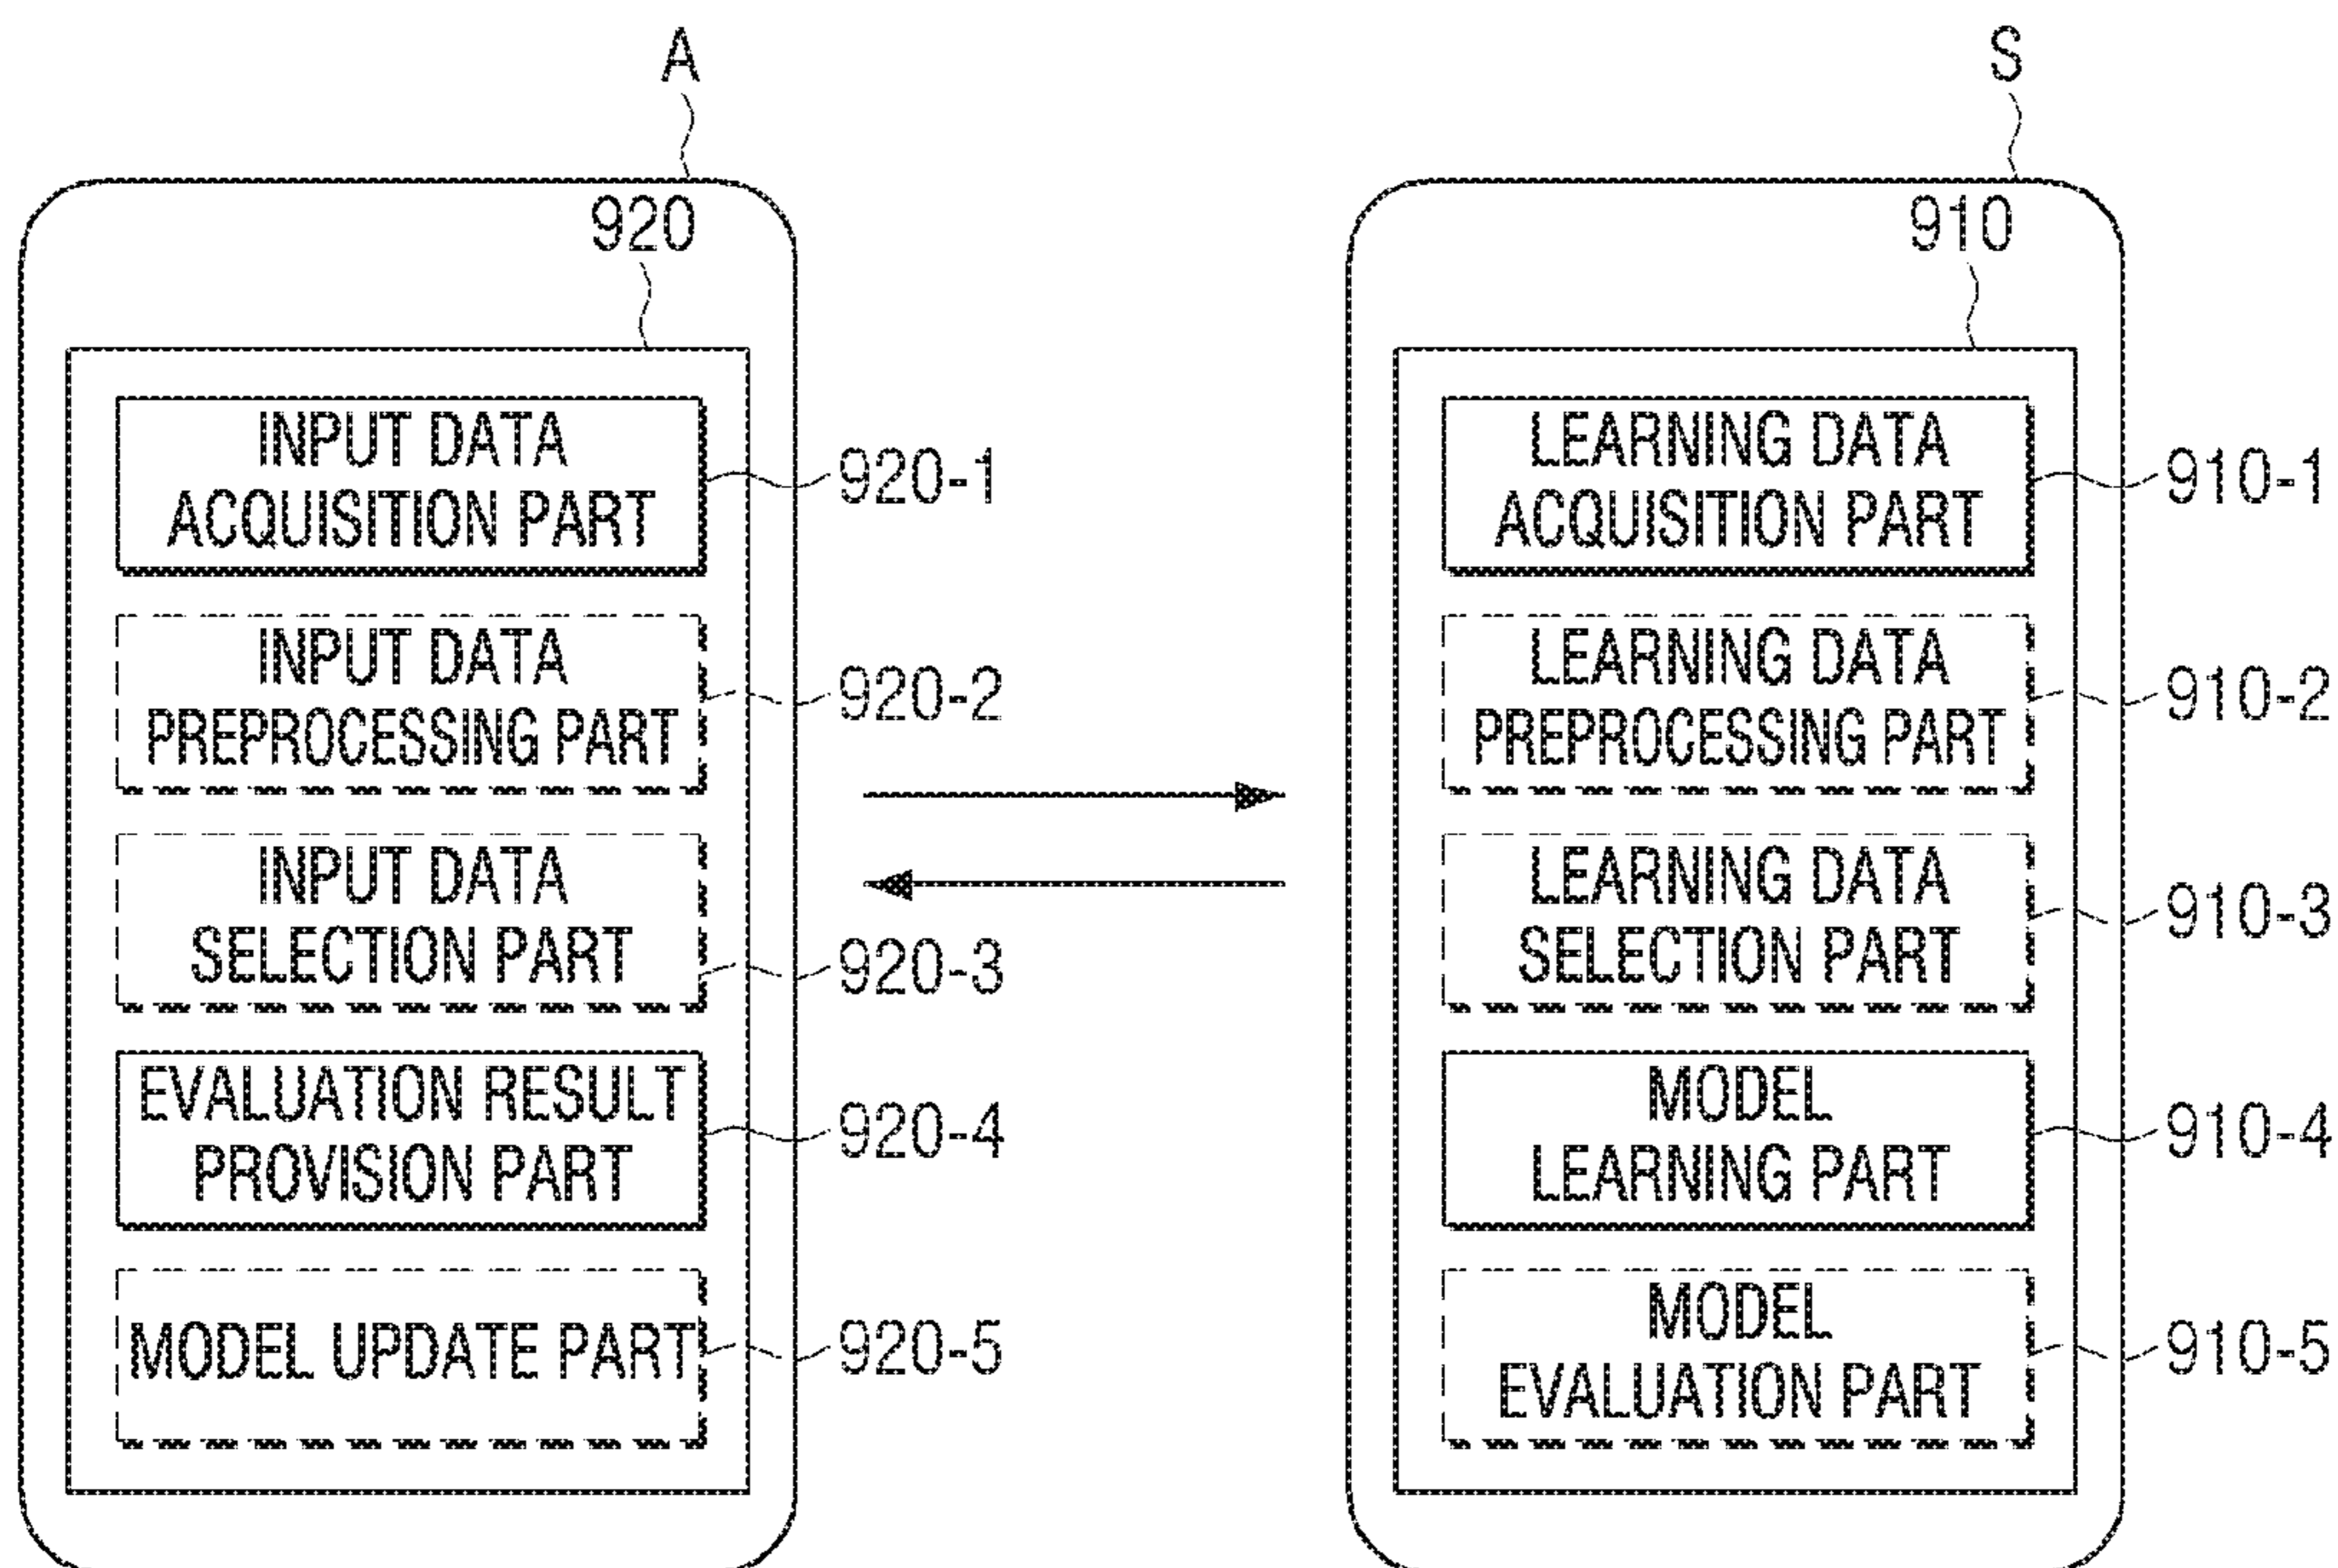 A
920
INPUT DATA
ACQUISITION PART
920-1
INPUT DATA
PREPROCESSING PART
920-2
INPUT DATA
SELECTION PART
920-3
EVALUATION RESULT
PROVISION PART
920-4
MODEL UPDATE PART
920-5
S
910
LEARNING DATA
ACQUISITION PART
910-1
LEARNING DATA
PREPROCESSING PART
910-2
LEARNING DATA
SELECTION PART
910-3
MODEL
LEARNING PART
910-4
MODEL
EVALUATION PART
910-5